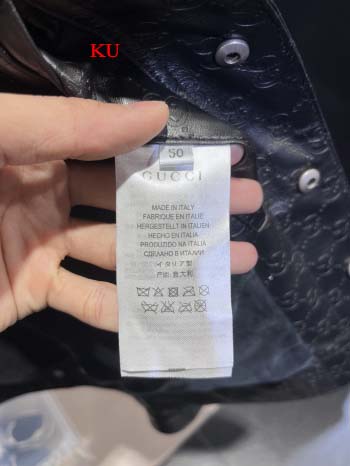 KU
50
GUCCI
MADE IN ITALY
FABRIQUE EN ITALIE
HERGESTELLT IN ITALIEN
HECHO EN ITALIA
PRODUZIDO NA ITALIA
СДЕЛАНО В ИТАЛИИ
イタリア製
产地:意大利